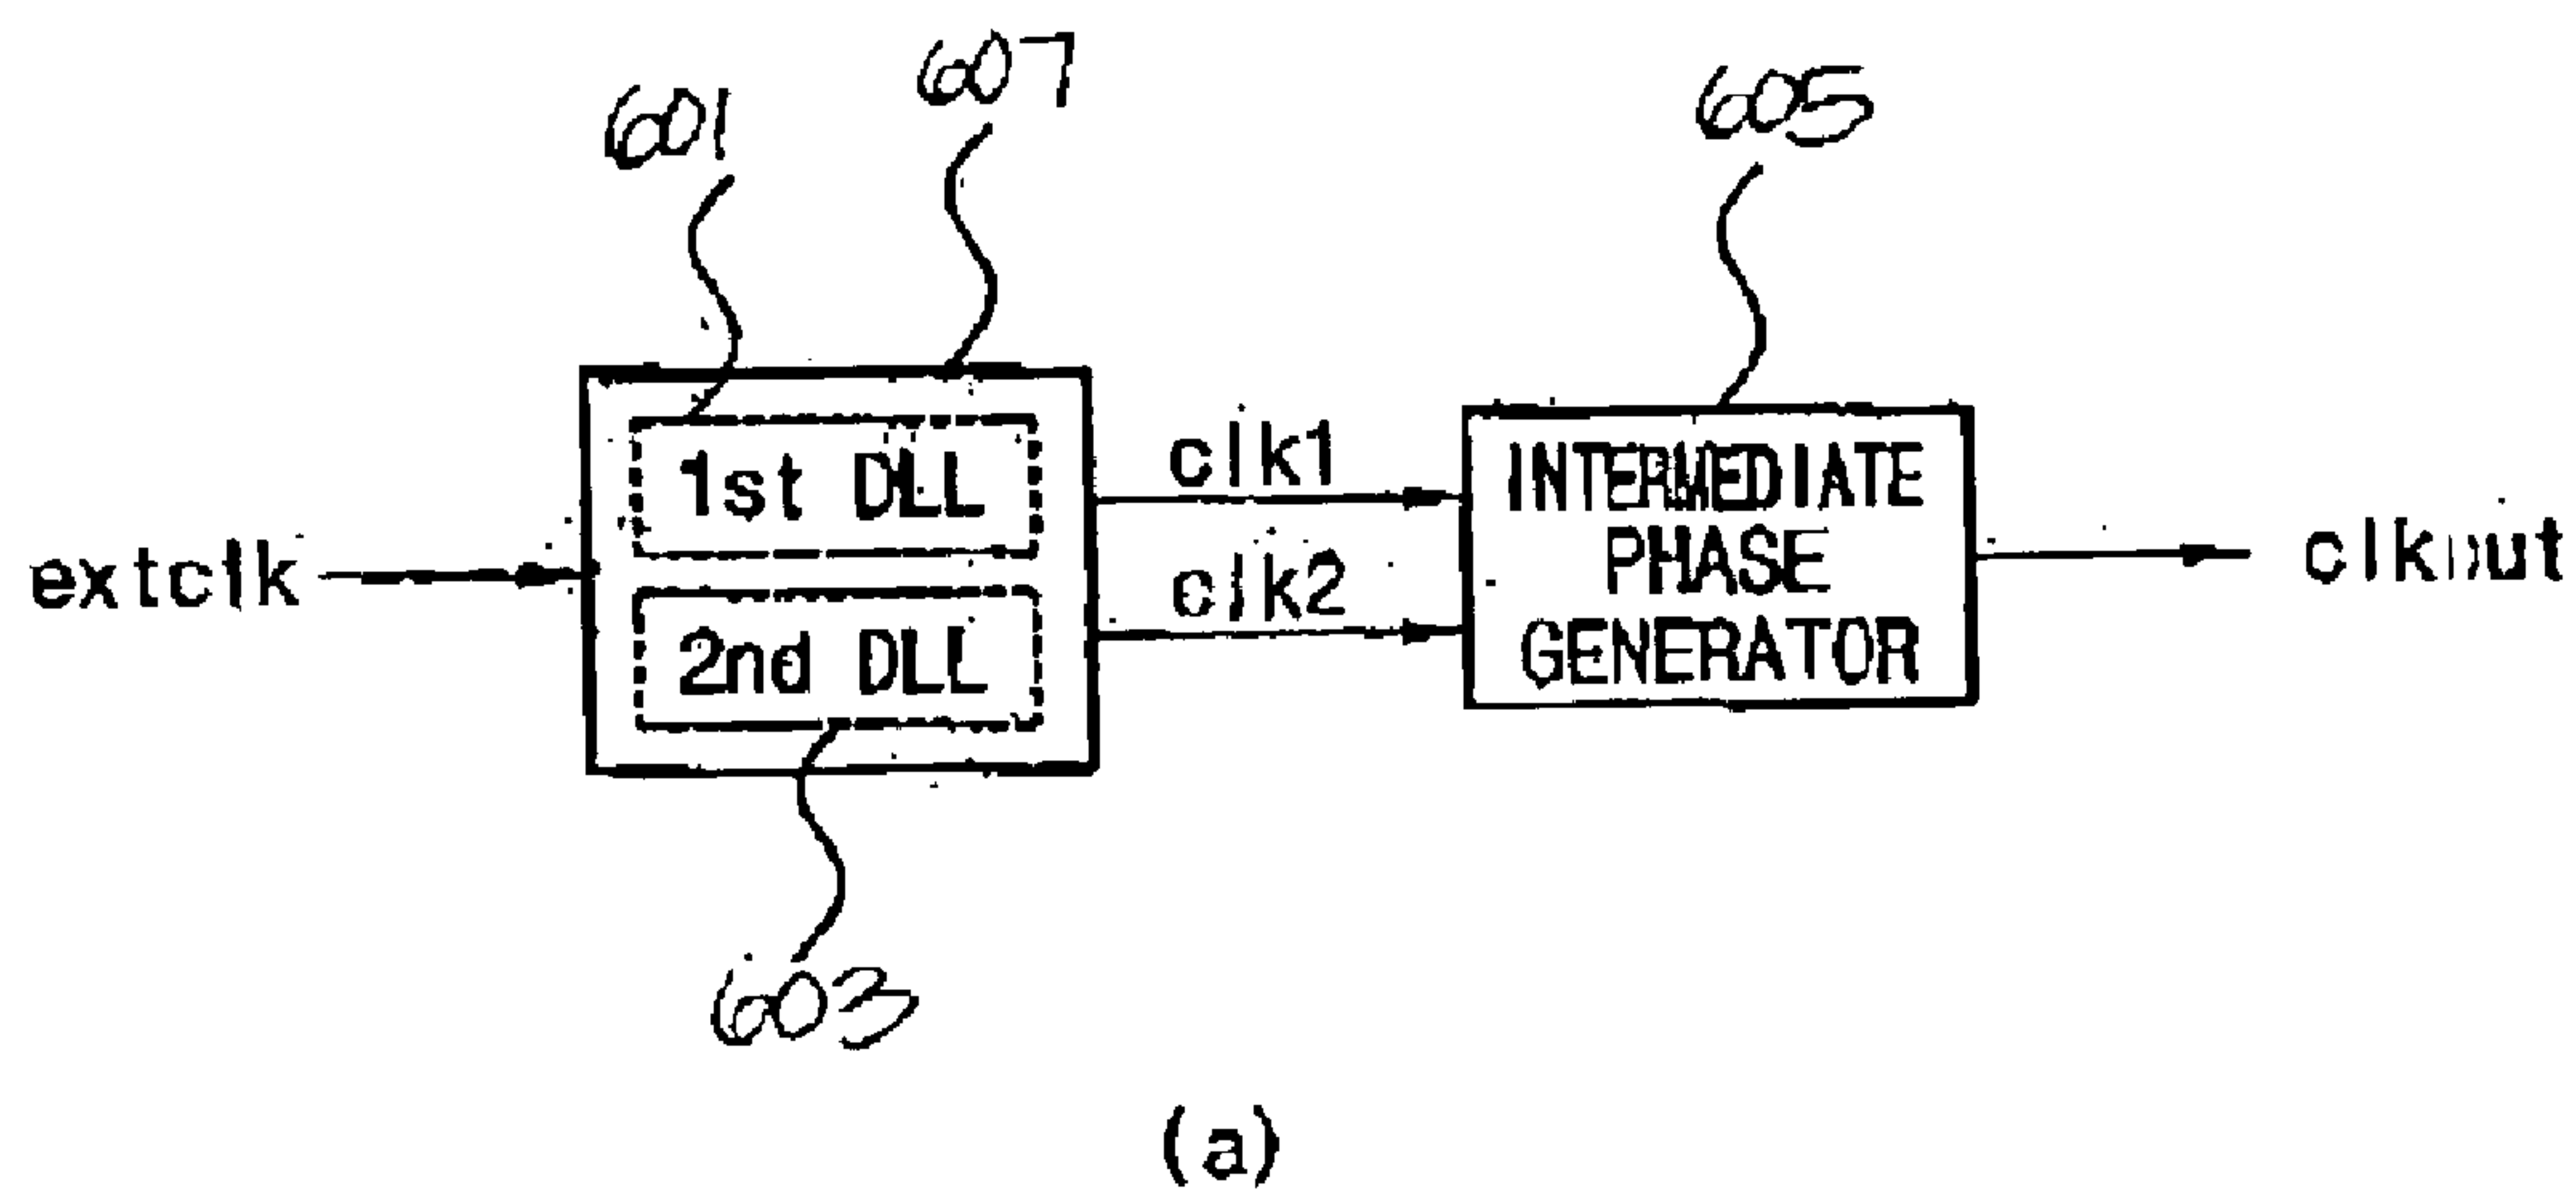 607
601
605
1st DLL
clk1
INTERMEDIATE
PHASE
GENERATOR
extclk
clkout
clk2
2nd DLL
603
(a)